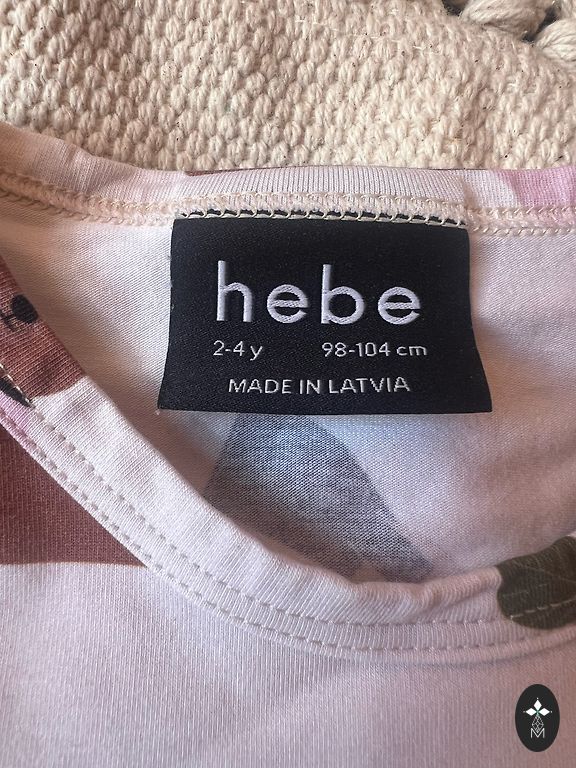 hebe
2-4 y 98-104 cm
MADE IN LATVIA
M